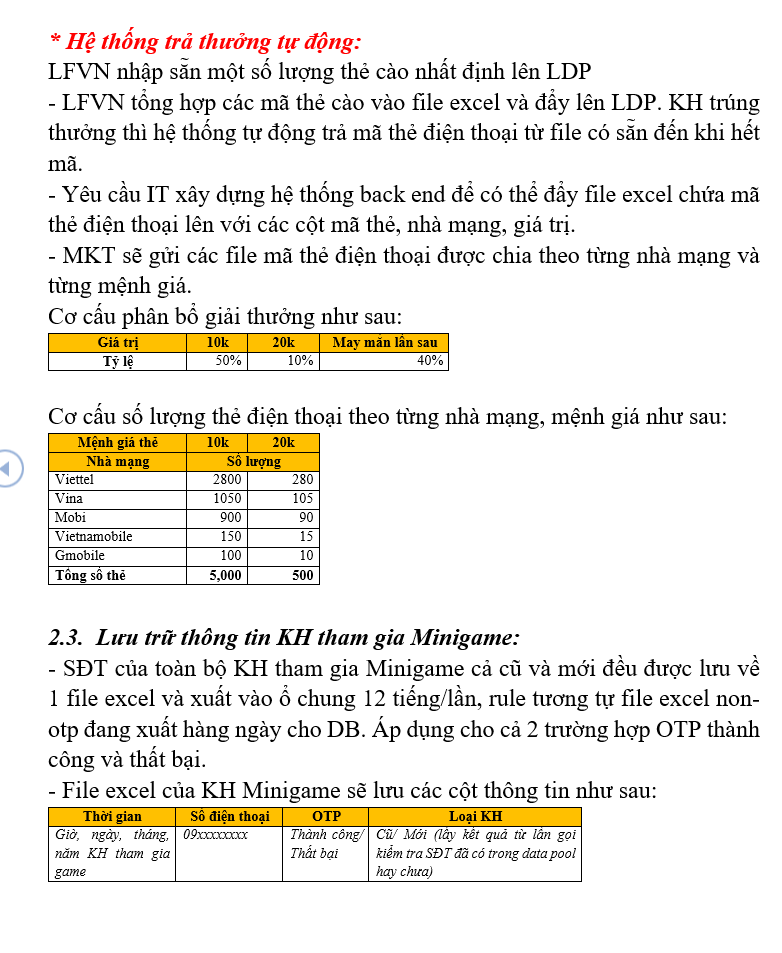 * Hệ thống trả thưởng tự động:
LFVN nhập sẵn một số lượng thẻ cào nhất định lên LDP
- LFVN tổng hợp các mã thẻ cào vào file excel và đẩy lên LDP. KH trúng
thưởng thì hệ thống tự động trả mã thẻ điện thoại từ file có sẵn đến khi hết
mã.
- Yêu cầu IT xây dựng hệ thống back end để có thể đẩy file excel chứa mã
thẻ điện thoại lên với các cột mã thẻ, nhà mạng, giá trị.
- MKT sẽ gửi các file mã thẻ điện thoại được chia theo từng nhà mạng và
từng mệnh giá.
Cơ cấu phân bổ giải thưởng như sau:
Giá trị 10k 20k May mắn lần sau
Tỷ lệ 50% 10% 40%
Cơ cấu số lượng thẻ điện thoại theo từng nhà mạng, mệnh giá như sau:
Mệnh giá thẻ 10k 20k
Nhà mạng Số lượng
Viettel 2800 280
Vina 1050 105
Mobi 900 90
Vietnamobile 150 15
Gmobile 100 10
Tổng số thẻ 5,000 500
2.3. Lưu trữ thông tin KH tham gia Minigame:
- SĐT của toàn bộ KH tham gia Minigame cả cũ và mới đều được lưu về
1 file excel và xuất vào ổ chung 12 tiếng/lần, rule tương tự file excel non-
otp đang xuất hàng ngày cho DB. Áp dụng cho cả 2 trường hợp OTP thành
công và thất bại.
- File excel của KH Minigame sẽ lưu các cột thông tin như sau:
Thời gian Số điện thoại OTP Loại KH
Giờ, ngày, tháng, 09xxxxxxxx Thành công/ Cũ/ Mới (lấy kết quả từ lần gọi
năm KH tham gia Thất bại kiểm tra SĐT đã có trong data pool
game hay chưa)